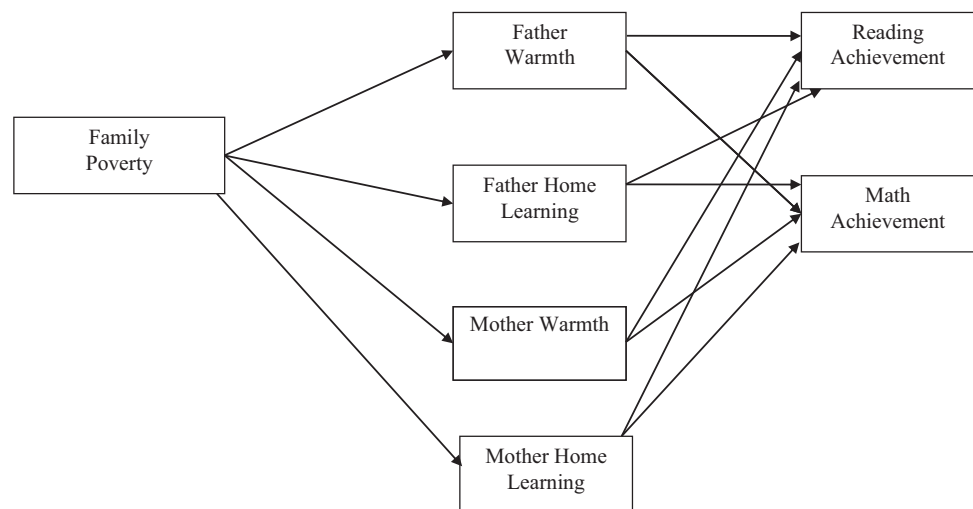 Father
Warmth
Reading
Achievement
Family
Poverty
Father Home
Learning
Math
Achievement
Mother Warmth
Mother Home
Learning